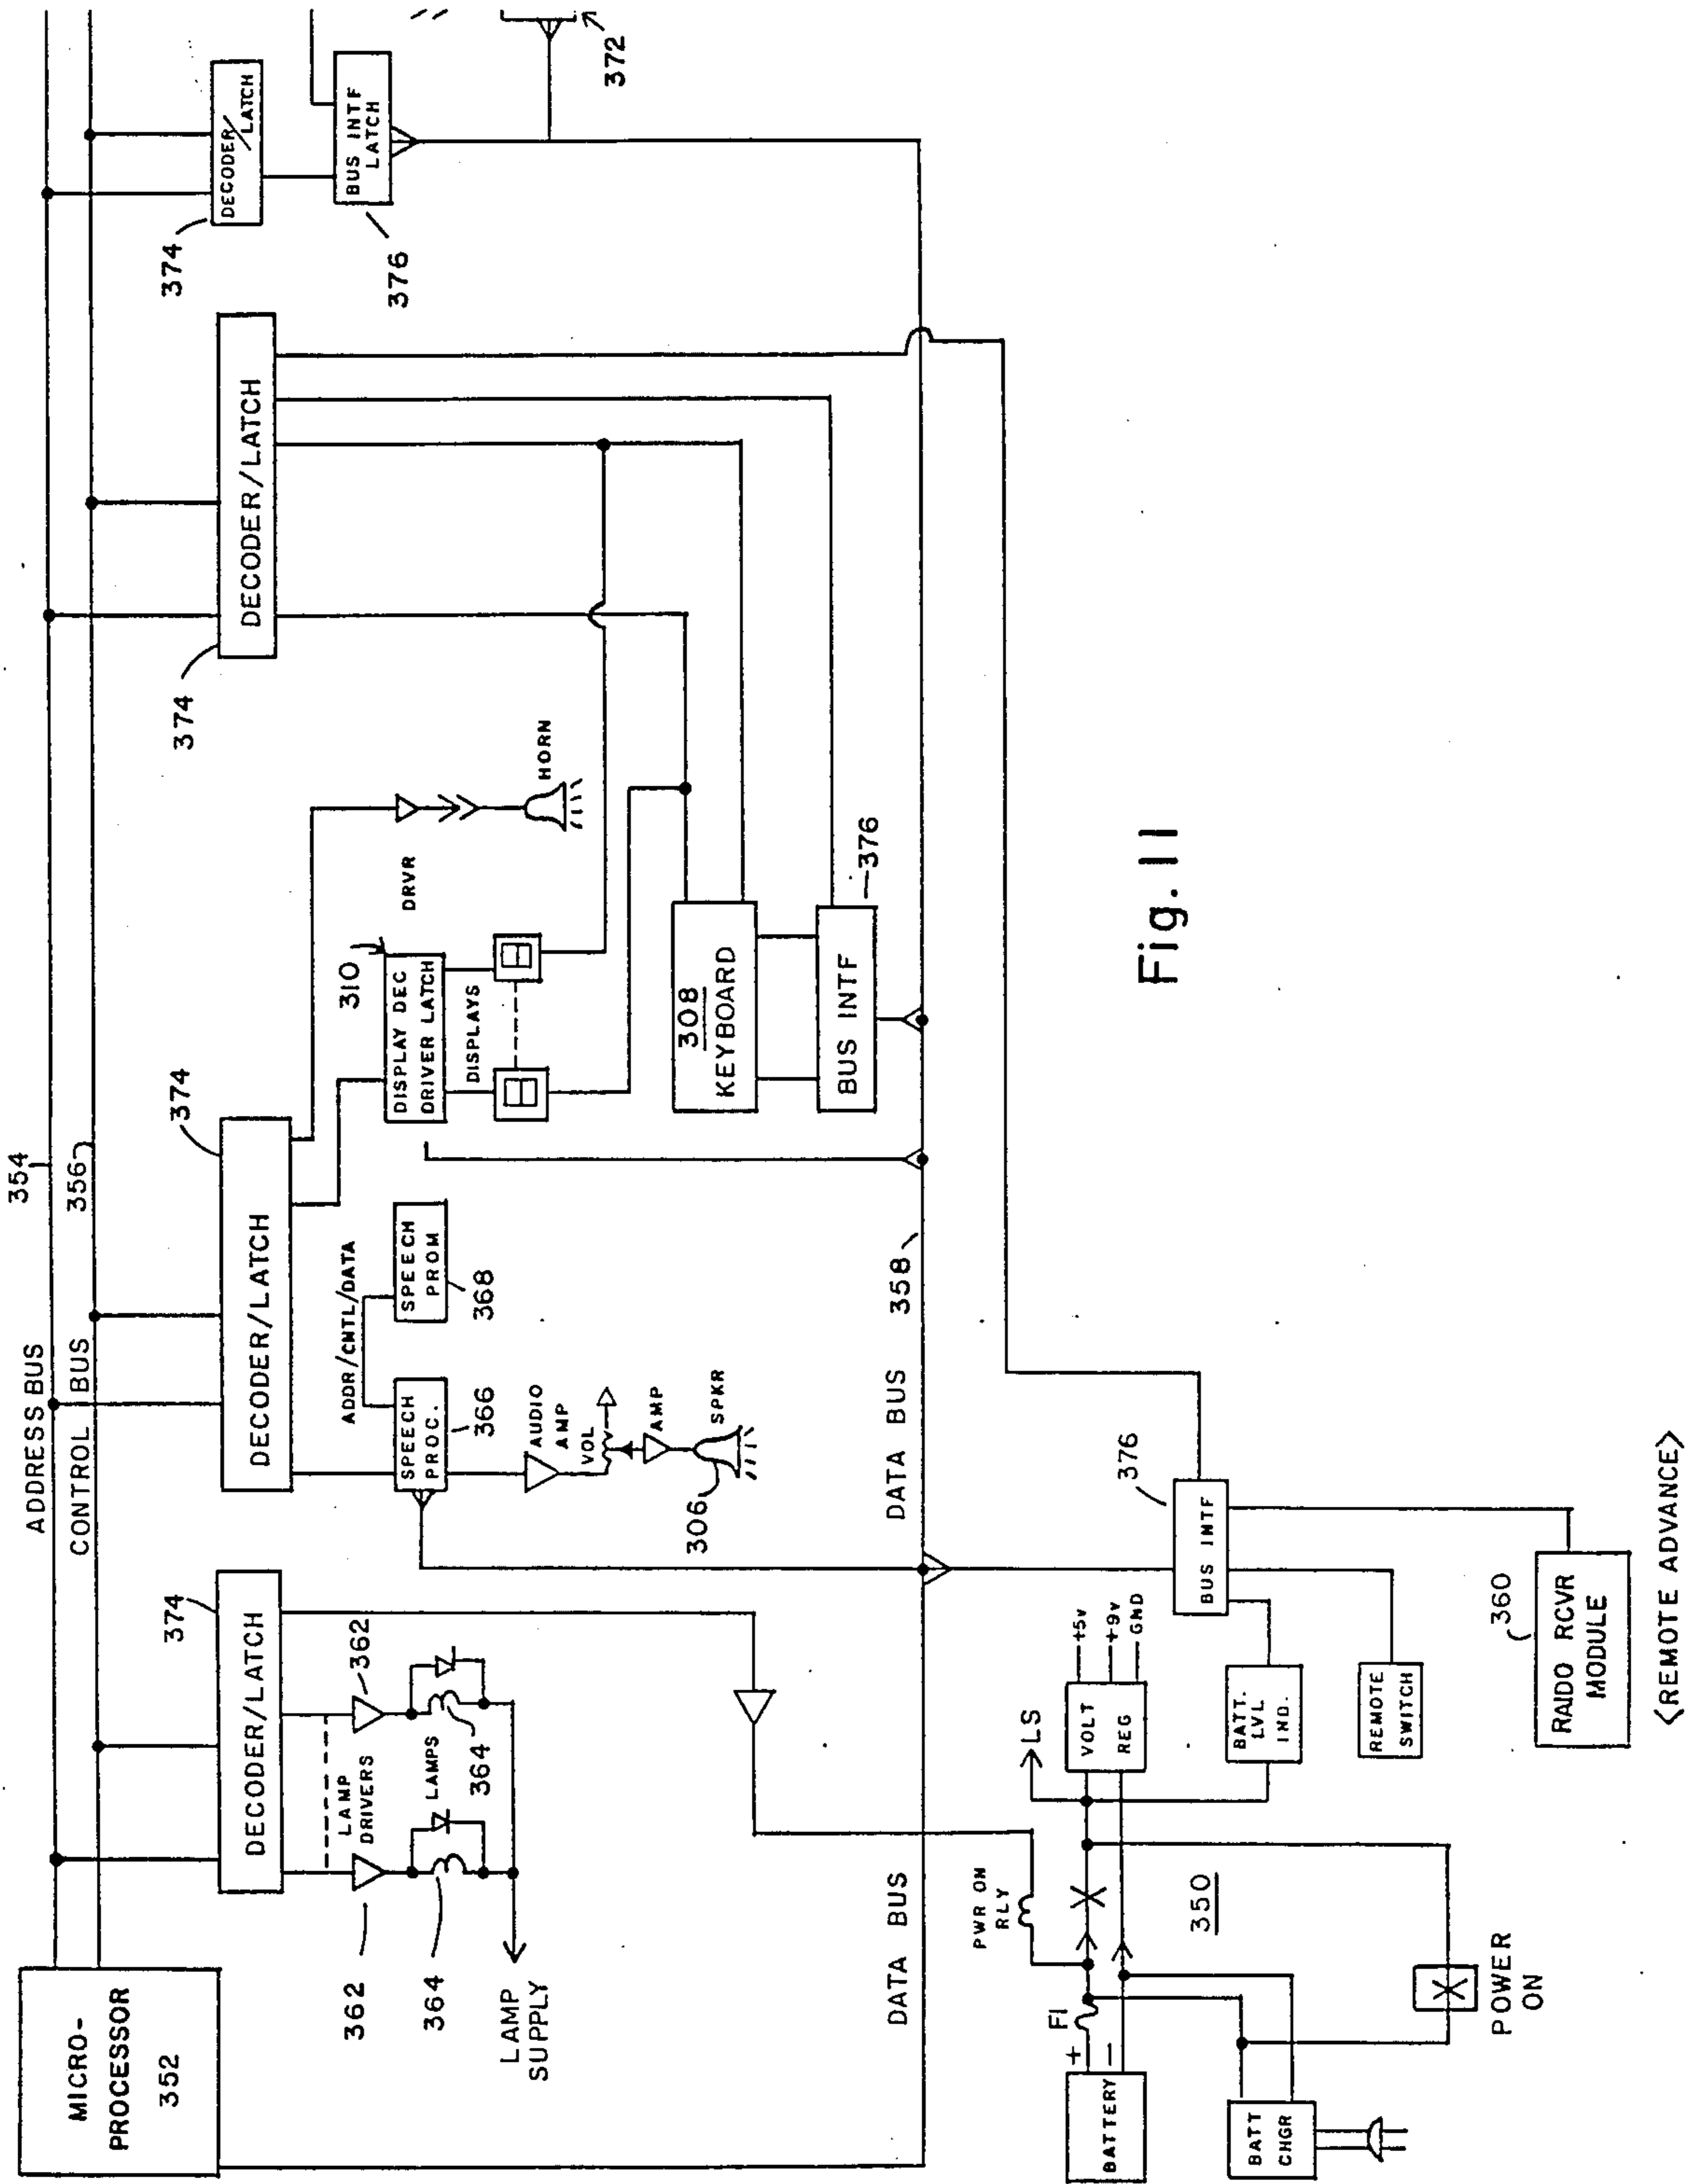 MICRO-
PROCESSOR
352
ADDRESS BUS
354
CONTROL BUS
356
DECODER/LATCH
374
LAMP
DRIVERS
362
362
LAMPS
364
364
LAMP
SUPPLY
DECODER/LATCH
374
ADDR/CNTL/DATA
SPEECH
PROC.
366
SPEECH
PROM
368
AUDIO
AMP
VOL
AMP
SPKR
306
310
DISPLAY DEC
DRIVER LATCH
DISPLAYS
DRVR
HORN
308
KEYBOARD
BUS INTF
376
DECODER/LATCH
374
DECODER/
LATCH
374
BUS INTF
LATCH
376
372
DATA BUS
DATA BUS
358
PWR ON
RLY
BATTERY
+
–
F1
BATT
CHGR
POWER
ON
350
LS
VOLT
REG
+5v
+9v
GND
BATT.
LVL
IND.
REMOTE
SWITCH
BUS INTF
376
360
RAIDO RCVR
MODULE
<REMOTE ADVANCE>
Fig. 11